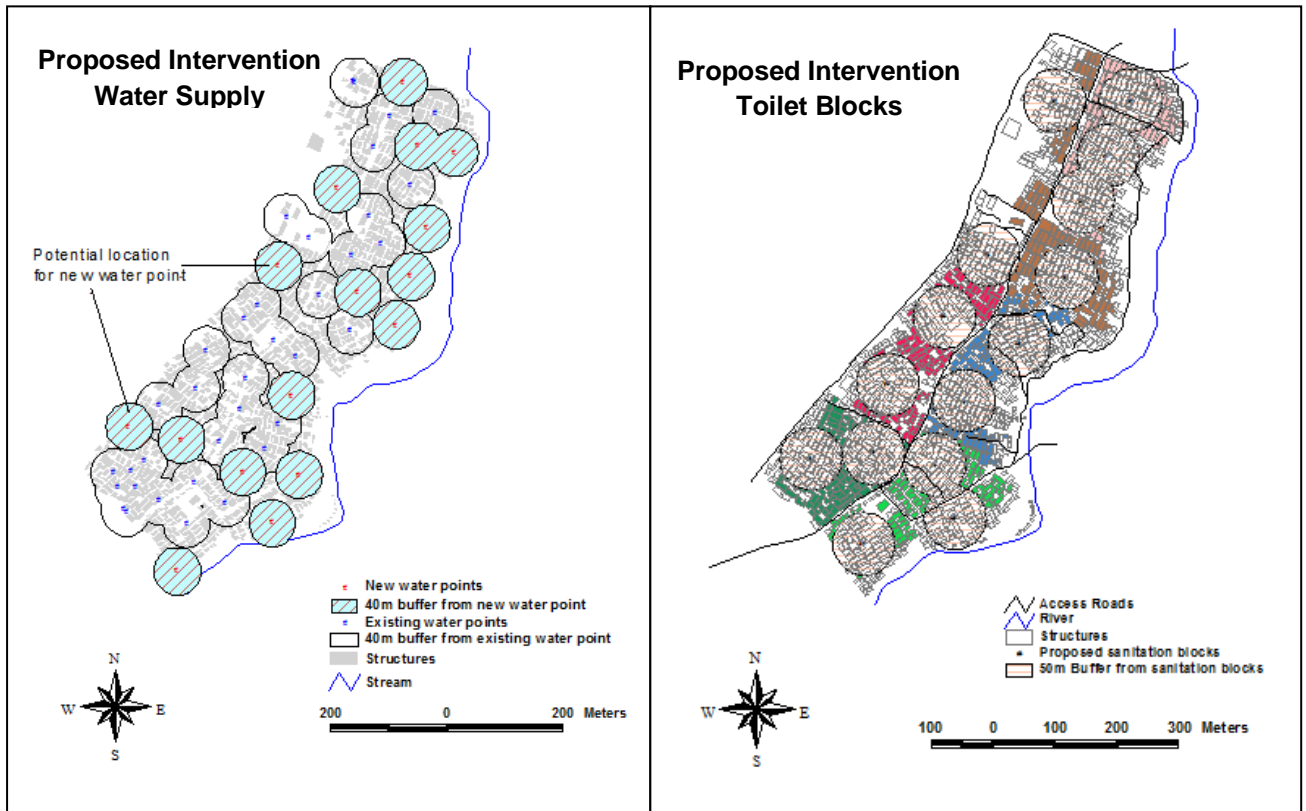 Proposed Intervention
Water Supply
Potential location
for new water point
New water points
40m buffer from new water point
Existing water points
40m buffer from existing water point
Structures
Stream
N
W
E
S
200
0
200
Meters
Proposed Intervention
Toilet Blocks
Access Roads
River
Structures
Proposed sanitation blocks
50m Buffer from sanitation blocks
N
W
E
S
100
0
100
200
300
Meters